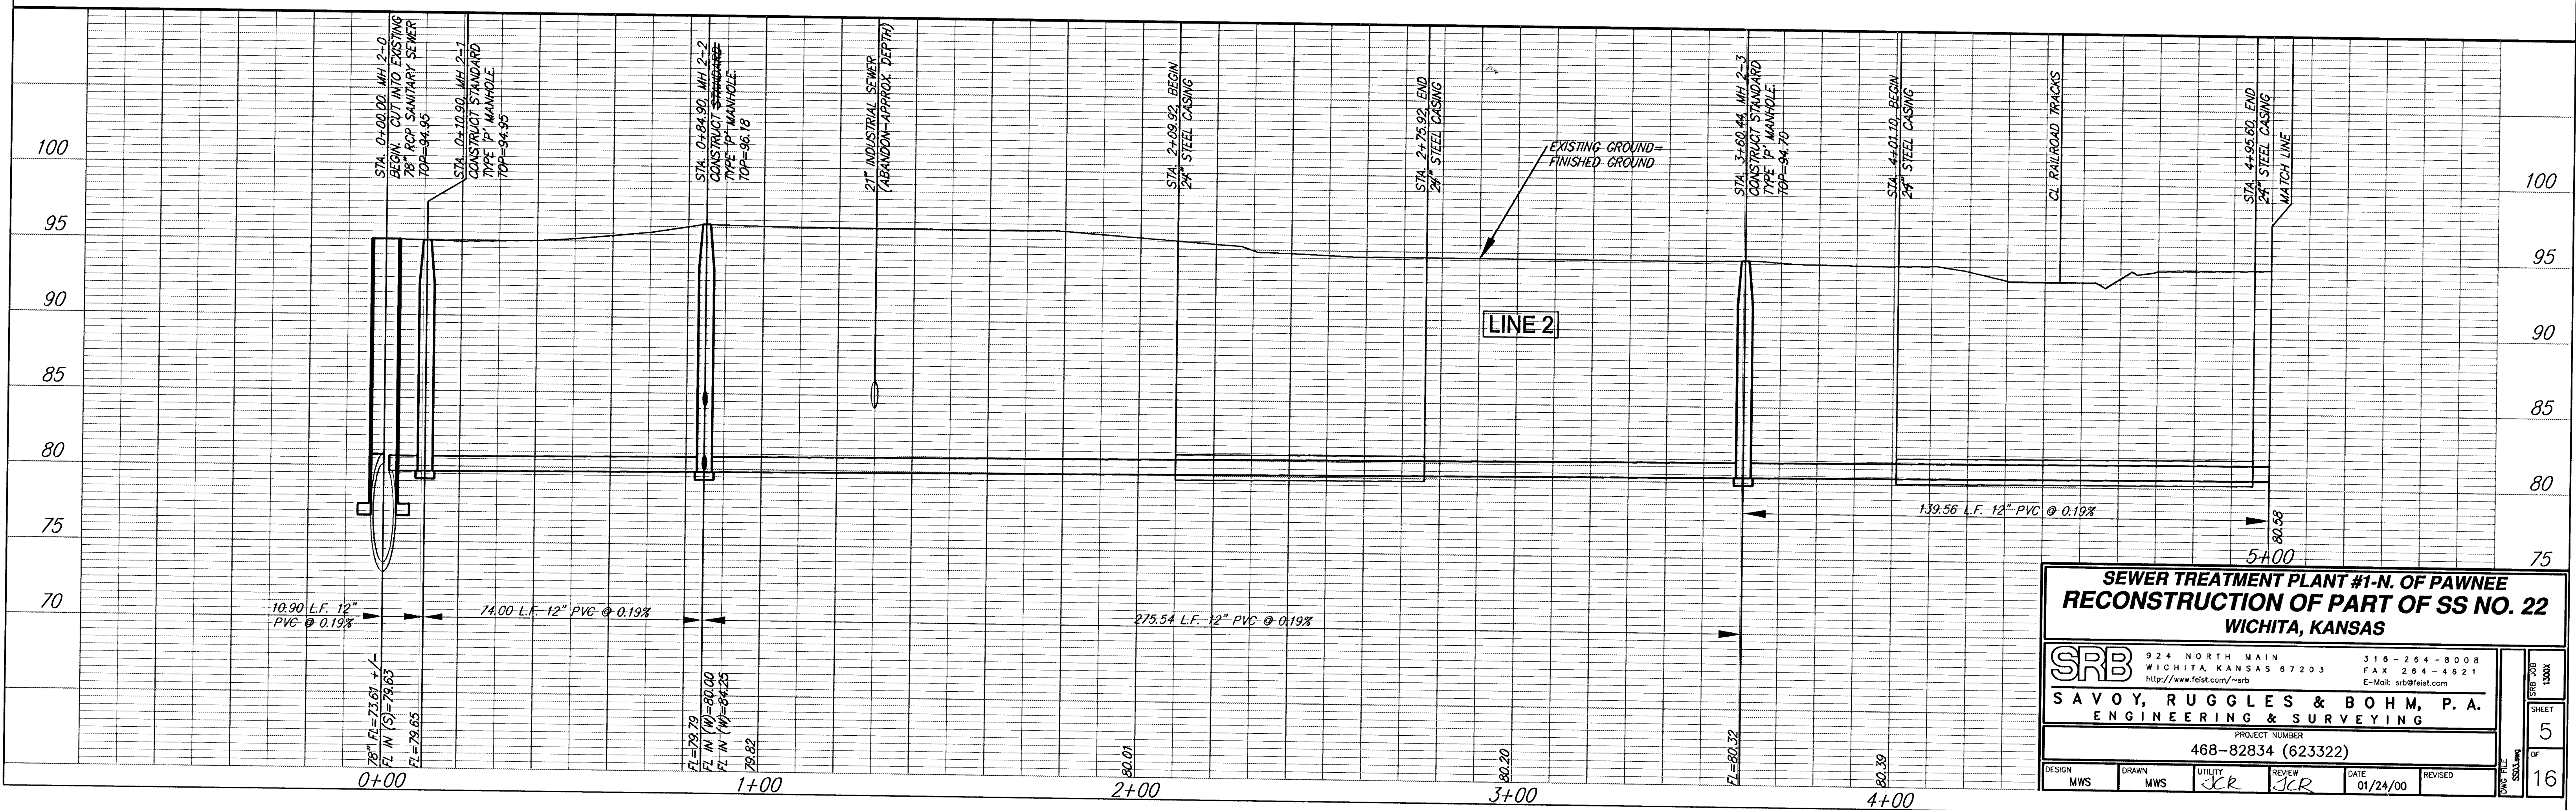 STA. 0+00.00, MH 2-0
BEGIN. CUT INTO EXISTING
78" RCP SANITARY SEWER
TOP=94.95
STA. 0+10.90, MH 2-1
CONSTRUCT STANDARD
TYPE 'P' MANHOLE.
TOP=94.95
STA. 0+84.90, MH 2-2
CONSTRUCT STANDARD
TYPE 'P' MANHOLE.
TOP=96.18
21" INDUSTRIAL SEWER
(ABANDON-APPROX. DEPTH)
STA. 2+09.92, BEGIN
24" STEEL CASING
STA. 2+75.92, END
24" STEEL CASING
EXISTING GROUND=
FINISHED GROUND
STA. 3+60.44, MH 2-3
CONSTRUCT STANDARD
TYPE 'P' MANHOLE.
TOP=94.70
STA. 4+01.10, BEGIN
24" STEEL CASING
CL RAILROAD TRACKS
STA. 4+95.60, END
24" STEEL CASING
MATCH LINE
100
95
90
85
80
75
70
100
95
90
85
80
75
LINE 2
10.90 L.F. 12"
PVC @ 0.19%
74.00 L.F. 12" PVC @ 0.19%
275.54 L.F. 12" PVC @ 0.19%
139.56 L.F. 12" PVC @ 0.19%
78" FL=73.61 +/-
FL IN (S)=79.63
FL=79.65
FL=79.79
FL IN (W)=80.00
FL IN (W)=84.25
79.82
80.01
80.20
FL=80.32
80.39
80.58
0+00
1+00
2+00
3+00
4+00
5+00
SEWER TREATMENT PLANT #1-N. OF PAWNEE
RECONSTRUCTION OF PART OF SS NO. 22
WICHITA, KANSAS
SRB
924 NORTH MAIN
WICHITA, KANSAS 67203
http://www.feist.com/~srb
316-264-8008
FAX 264-4621
E-Mail: srb@feist.com
SAVOY, RUGGLES & BOHM, P.A.
ENGINEERING & SURVEYING
PROJECT NUMBER
468-82834 (623322)
DESIGN
MWS
DRAWN
MWS
UTILITY
JCR
REVIEW
JCR
DATE
01/24/00
REVISED
DWG FILE
SS03.dwg
SRB JOB
1300X
SHEET
5
OF
16